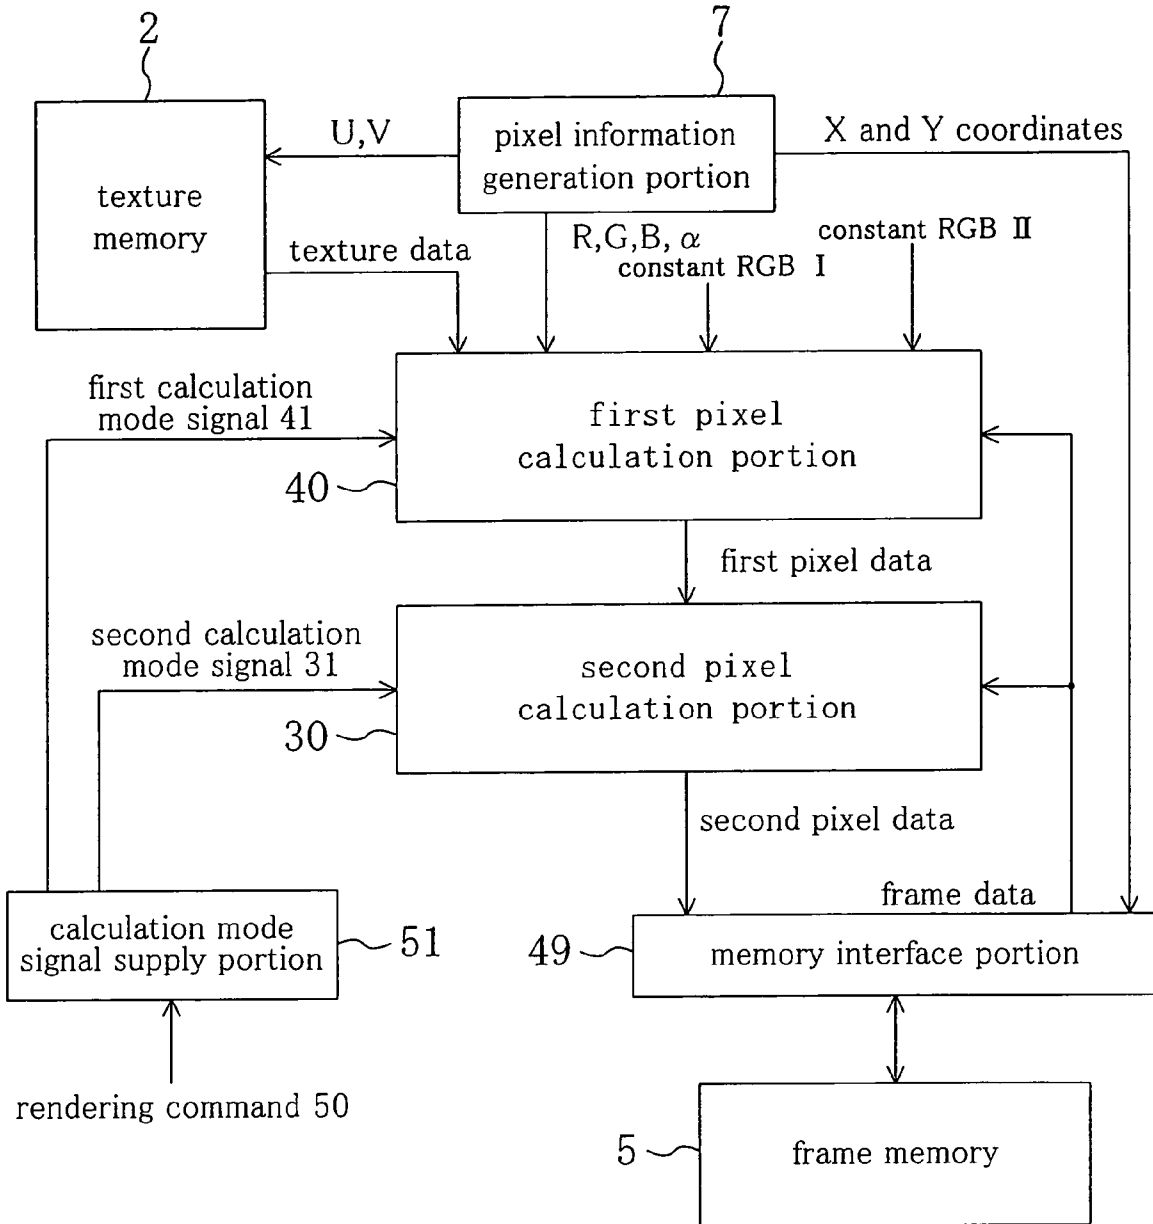 2
7
U,V
pixel information
generation portion
X and Y coordinates
texture
memory
texture data
R,G,B, α
constant RGB I
constant RGB II
first calculation
mode signal 41
first pixel
calculation portion
40
first pixel data
second calculation
mode signal 31
second pixel
calculation portion
30
second pixel data
frame data
calculation mode
signal supply portion
51
49
memory interface portion
rendering command 50
5
frame memory